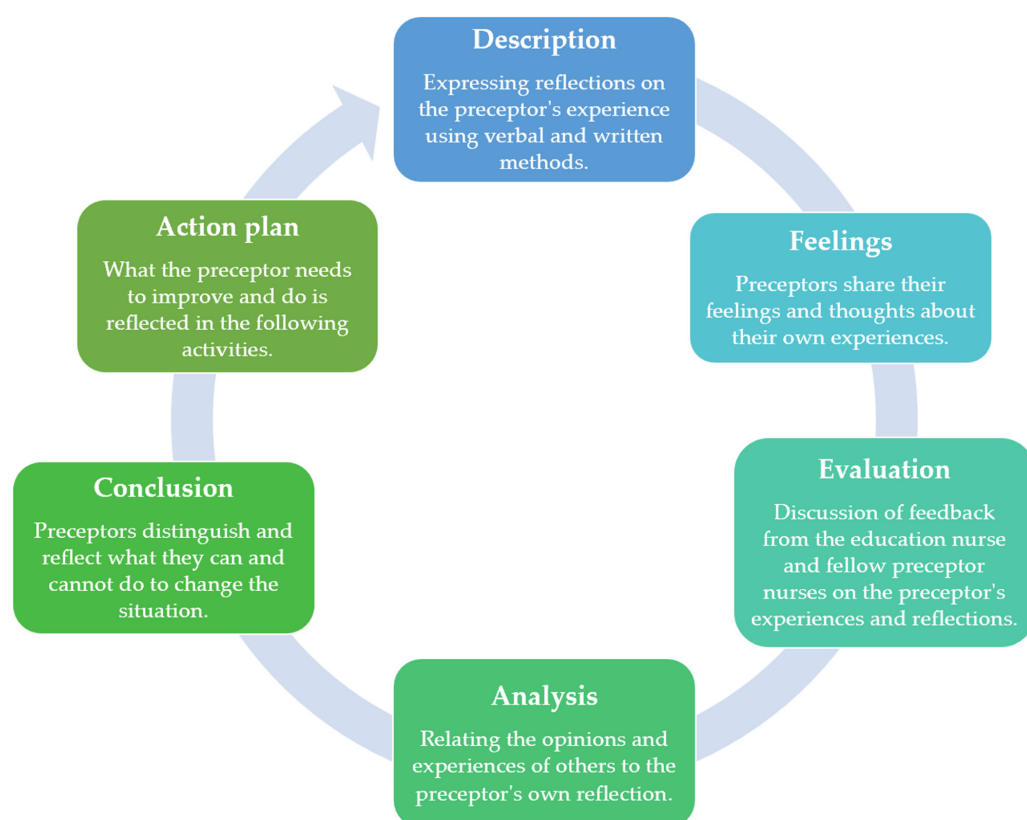 Description
Expressing reflections on
the preceptor's experience
using verbal and written
methods.
Feelings
Preceptors share their
feelings and thoughts about
their own experiences.
Evaluation
Discussion of feedback
from the education nurse
and fellow preceptor
nurses on the preceptor's
experiences and reflections.
Analysis
Relating the opinions and
experiences of others to the
preceptor's own reflection.
Conclusion
Preceptors distinguish and
reflect what they can and
cannot do to change the
situation.
Action plan
What the preceptor needs
to improve and do is
reflected in the following
activities.